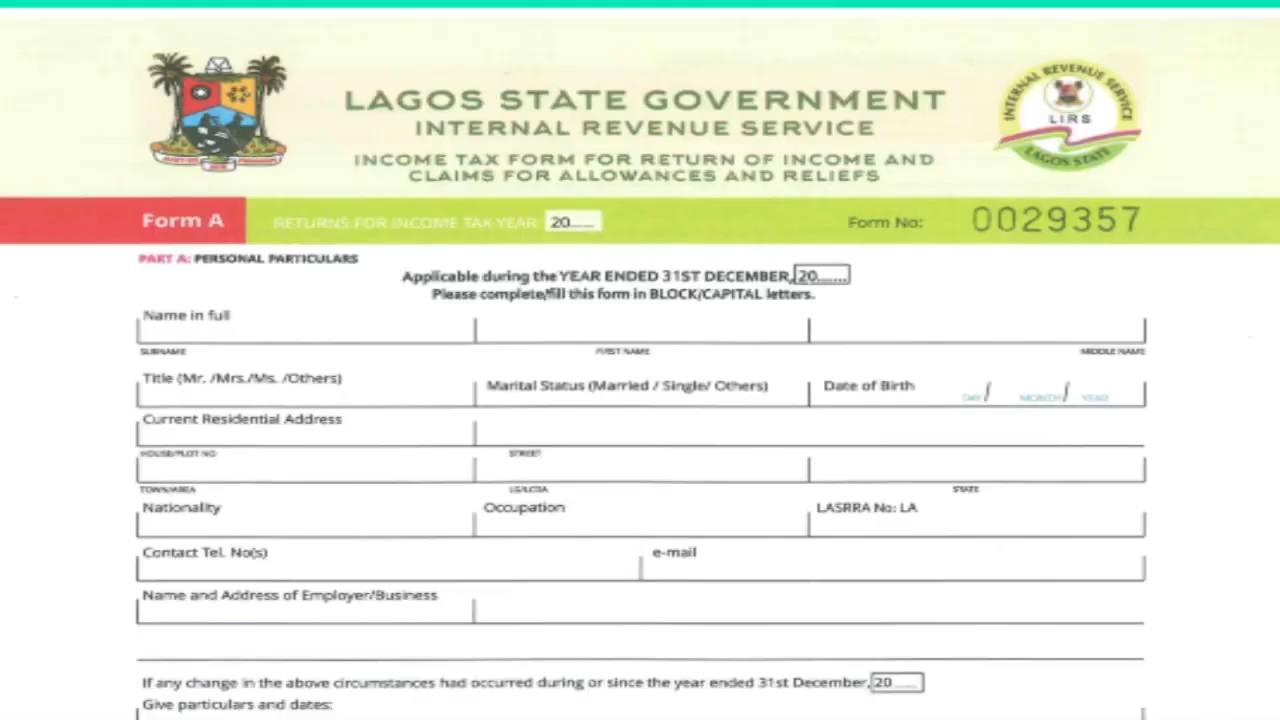 LAGOS STATE GOVERNMENT
INTERNAL REVENUE SERVICE
INCOME TAX FORM FOR RETURN OF INCOME AND
CLAIMS FOR ALLOWANCES AND RELIEFS
INTERNAL REVENUE SERVICE
LIRS
LAGOS STATE
Form A RETURNS FOR INCOME TAX YEAR 20___ Form No: 0029357
PART A: PERSONAL PARTICULARS
Applicable during the YEAR ENDED 31ST DECEMBER, 20.......
Please complete/fill this form in BLOCK/CAPITAL letters.
Name in full
SURNAME FIRST NAME MIDDLE NAME
Title (Mr. /Mrs./Ms. /Others) Marital Status (Married / Single/ Others) Date of Birth DAY / MONTH / YEAR
Current Residential Address
HOUSE/PLOT NO STREET
TOWN/AREA LG/LCDA STATE
Nationality Occupation LASRRA No: LA
Contact Tel. No(s) e-mail
Name and Address of Employer/Business
If any change in the above circumstances had occurred during or since the year ended 31st December, 20 ___
Give particulars and dates: